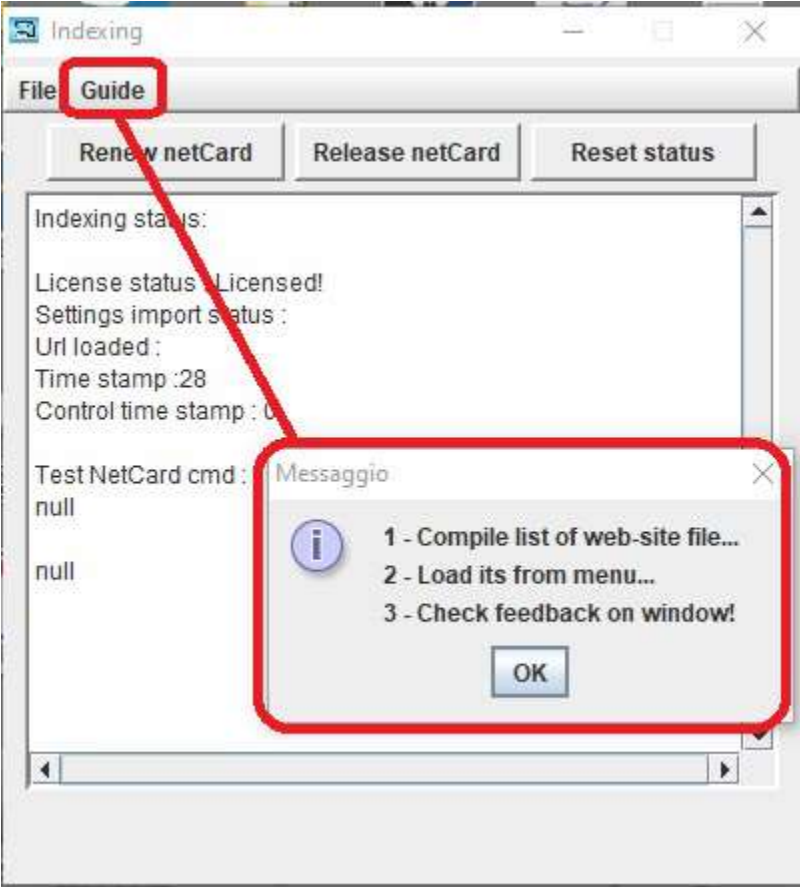 Indexing
File Guide
Renew netCard Release netCard Reset status
Indexing status:
License status : Licensed!
Settings import status :
Url loaded :
Time stamp :28
Control time stamp : 0
Test NetCard cmd :
null
null
Messaggio
1 - Compile list of web-site file...
2 - Load its from menu...
3 - Check feedback on window!
OK